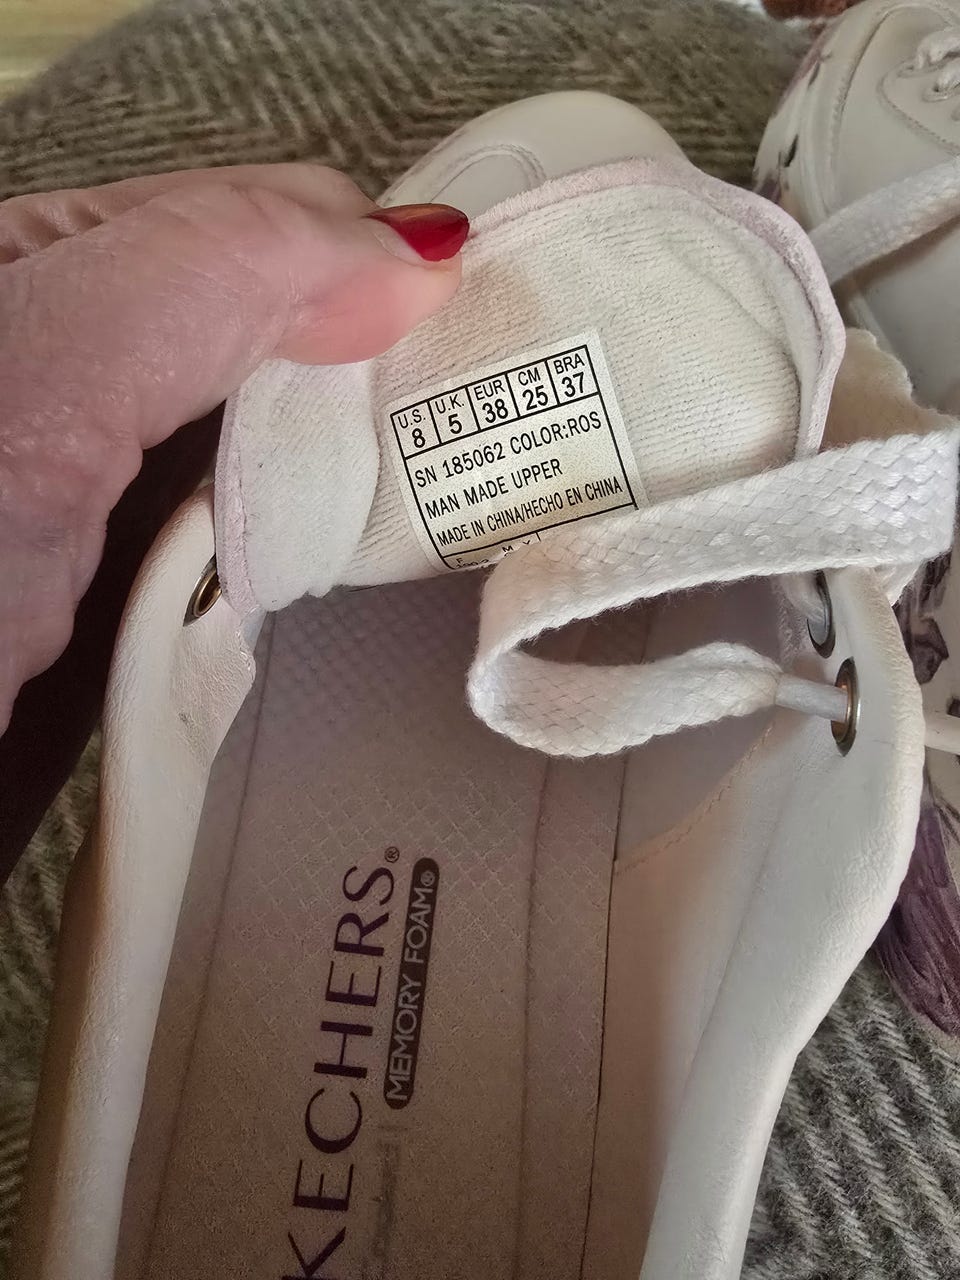 U.S. U.K. EUR CM BRA
8 5 38 25 37
SN 185062 COLOR:ROS
MAN MADE UPPER
MADE IN CHINA/HECHO EN CHINA
KECHERS®
MEMORY FOAM®